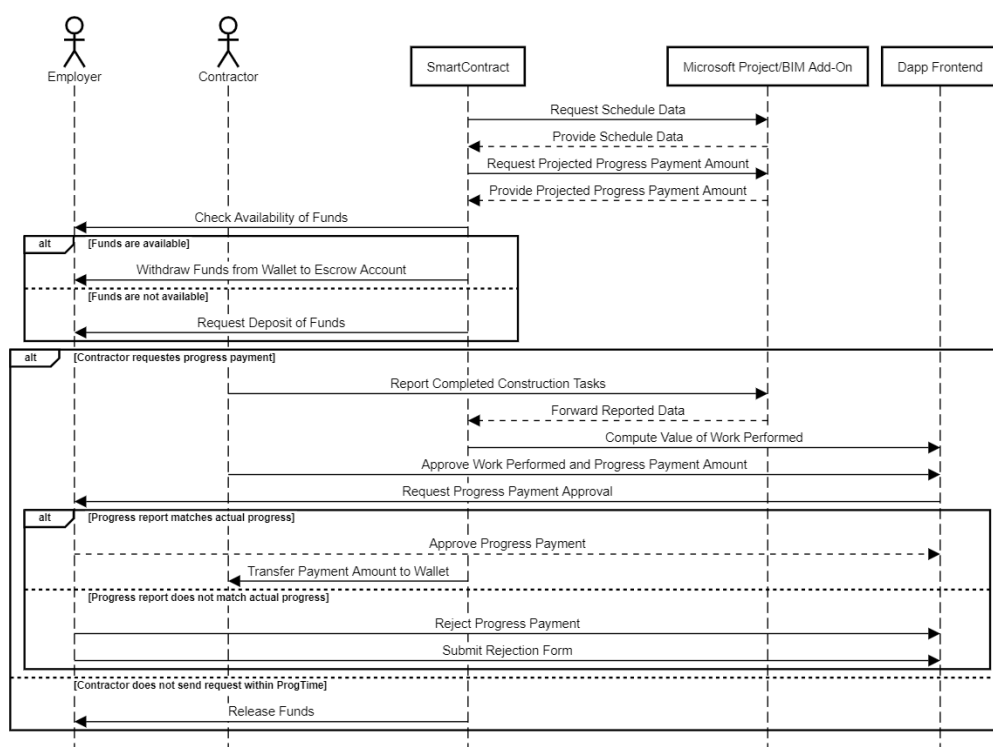 Employer
Contractor
SmartContract
Microsoft Project/BIM Add-On
Dapp Frontend
Request Schedule Data
Provide Schedule Data
Request Projected Progress Payment Amount
Provide Projected Progress Payment Amount
Check Availability of Funds
alt
[Funds are available]
Withdraw Funds from Wallet to Escrow Account
[Funds are not available]
Request Deposit of Funds
alt
[Contractor requestes progress payment]
Report Completed Construction Tasks
Forward Reported Data
Compute Value of Work Performed
Approve Work Performed and Progress Payment Amount
Request Progress Payment Approval
alt
[Progress report matches actual progress]
Approve Progress Payment
Transfer Payment Amount to Wallet
[Progress report does not match actual progress]
Reject Progress Payment
Submit Rejection Form
[Contractor does not send request within ProgTime]
Release Funds